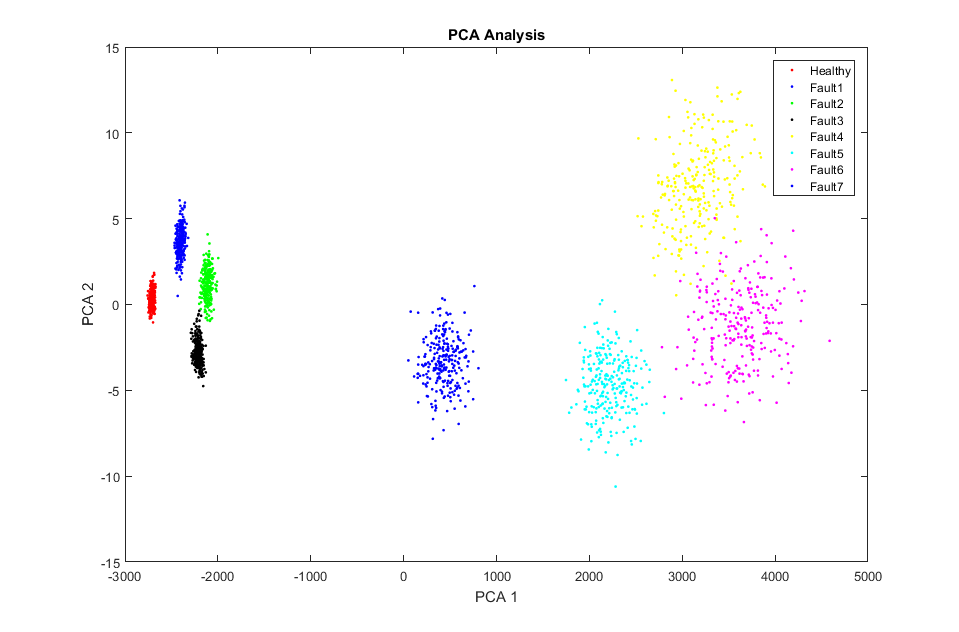 PCA Analysis
15
10
5
0
-5
-10
-15
PCA 2
-3000 -2000 -1000 0 1000 2000 3000 4000 5000
PCA 1
Healthy
Fault1
Fault2
Fault3
Fault4
Fault5
Fault6
Fault7